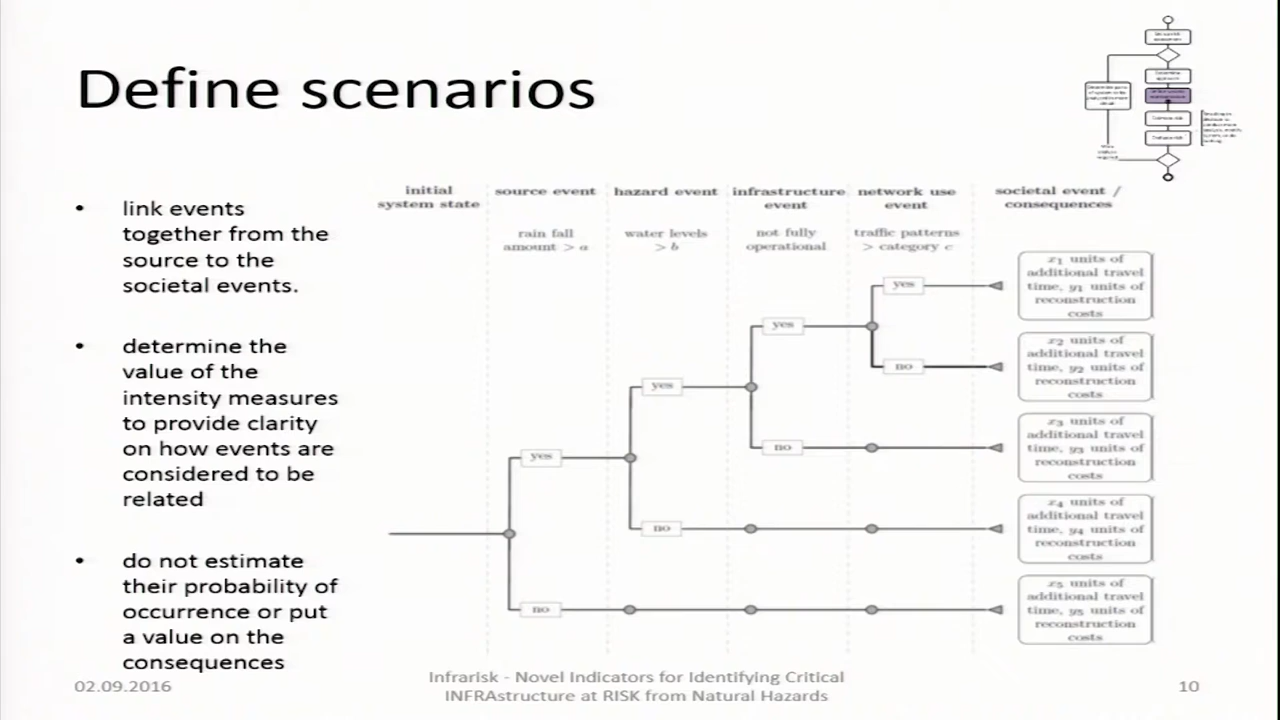 Define scenarios
• link events
together from the
source to the
societal events.
• determine the
value of the
intensity measures
to provide clarity
on how events are
considered to be
related
• do not estimate
their probability of
occurrence or put
a value on the
consequences
initial
system state
source event
hazard event
infrastructure
event
network use
event
societal event /
consequences
rain fall
amount > a
water levels
> b
not fully
operational
traffic patterns
> category c
yes
no
yes
no
yes
no
yes
no
x1 units of
additional travel
time, y1 units of
reconstruction
costs
x2 units of
additional travel
time, y2 units of
reconstruction
costs
x3 units of
additional travel
time, y3 units of
reconstruction
costs
x4 units of
additional travel
time, y4 units of
reconstruction
costs
x5 units of
additional travel
time, y5 units of
reconstruction
costs
02.09.2016
Infrarisk - Novel Indicators for Identifying Critical
INFRAstructure at RISK from Natural Hazards
10